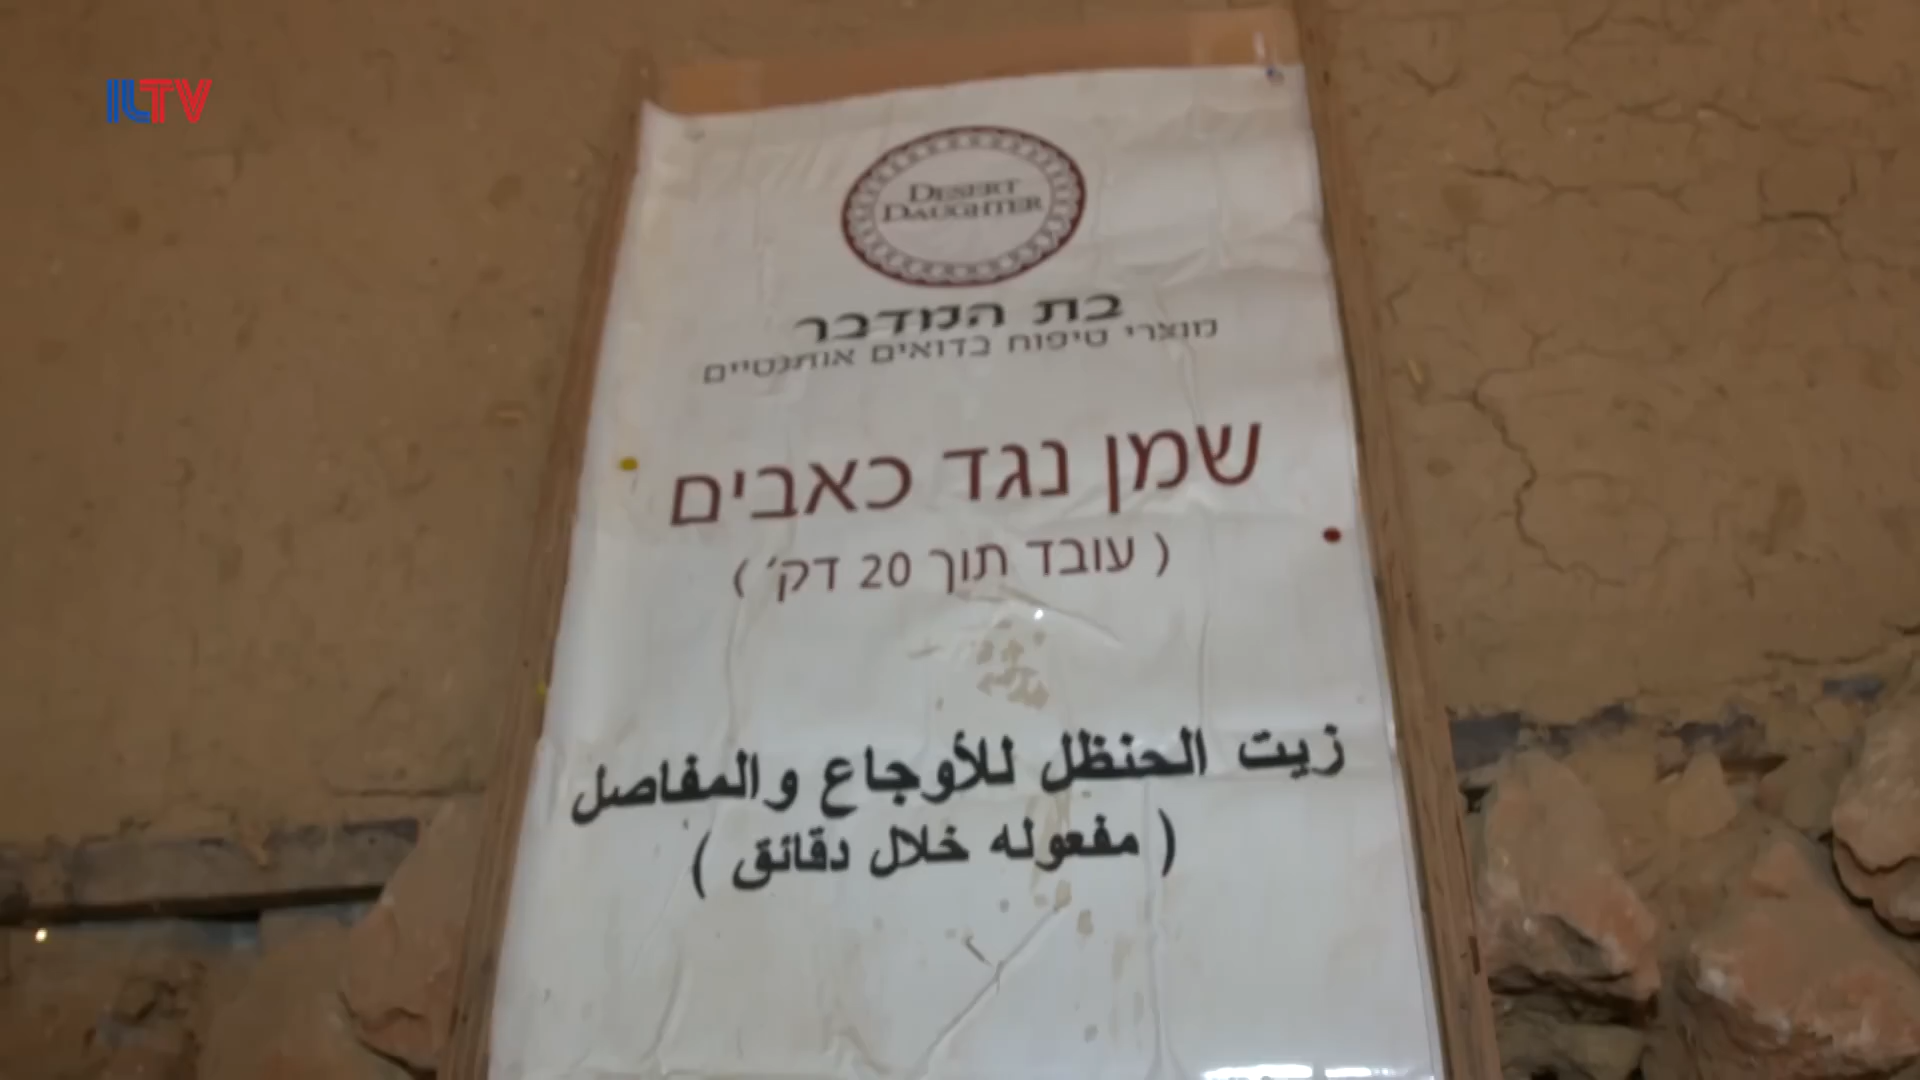 ILTV
DESERT
DAUGHTER
בת המדבר
מוצרי טיפוח בדואים אותנטיים
שמן נגד כאבים
( עובד תוך 20 דק' )
زيت الحنظل للأوجاع والمفاصل
( مفعوله خلال دقائق )